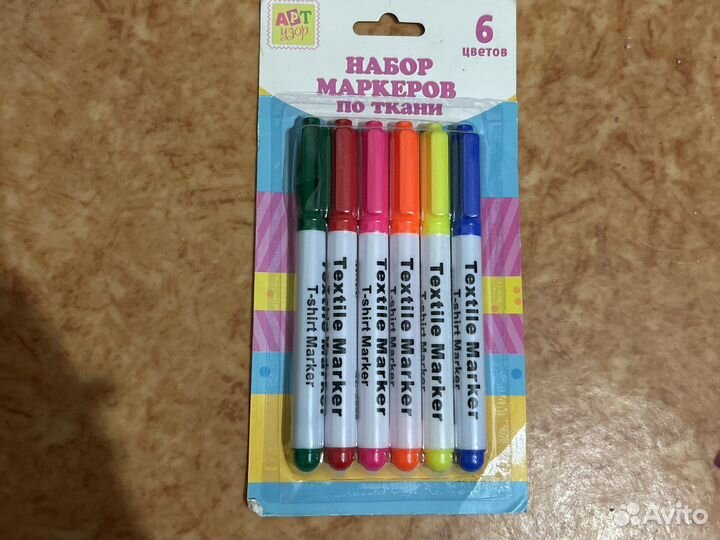 АРТ
УЗОР
6
ЦВЕТОВ
НАБОР
МАРКЕРОВ
ПО ТКАНИ
Textile Marker
T-shirt Marker
Textile Marker
T-shirt Marker
Textile Marker
T-shirt Marker
Textile Marker
T-shirt Marker
Textile Marker
T-shirt Marker
Textile Marker
T-shirt Marker
Avito